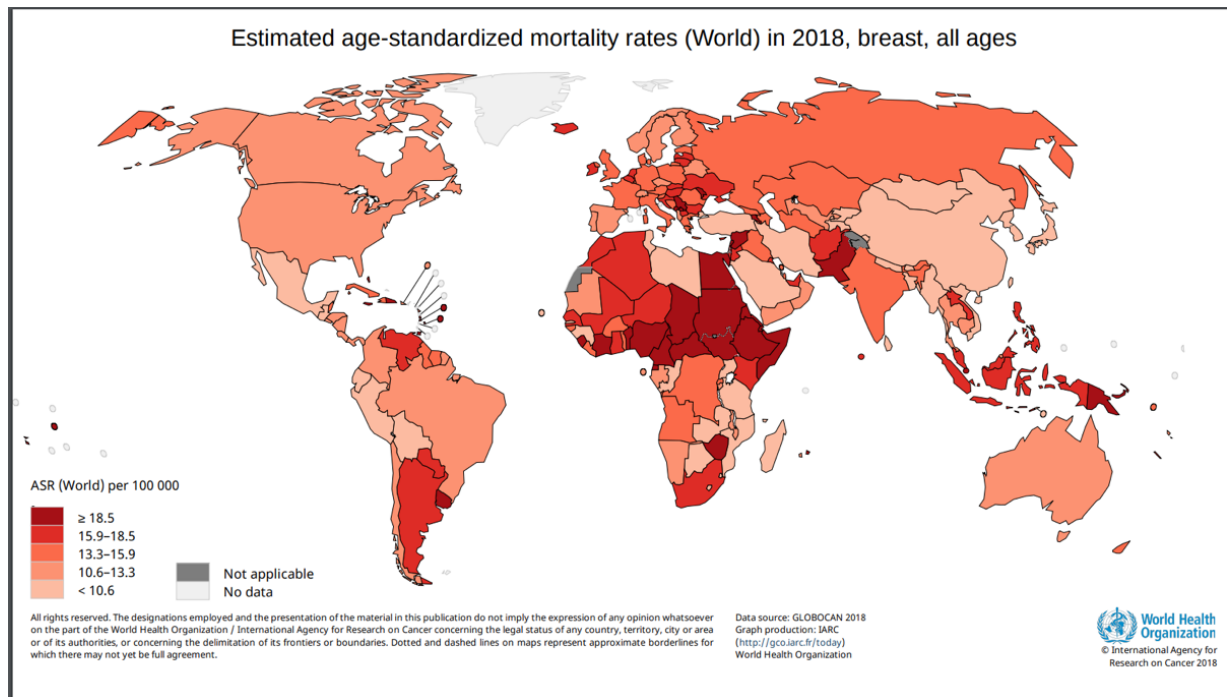 Estimated age-standardized mortality rates (World) in 2018, breast, all ages
ASR (World) per 100 000
≥ 18.5
15.9–18.5
13.3–15.9
10.6–13.3
< 10.6
Not applicable
No data
All rights reserved. The designations employed and the presentation of the material in this publication do not imply the expression of any opinion whatsoever
on the part of the World Health Organization / International Agency for Research on Cancer concerning the legal status of any country, territory, city or area
or of its authorities, or concerning the delimitation of its frontiers or boundaries. Dotted and dashed lines on maps represent approximate borderlines for
which there may not yet be full agreement.
Data source: GLOBOCAN 2018
Graph production: IARC
(http://gco.iarc.fr/today)
World Health Organization
World Health
Organization
© International Agency for
Research on Cancer 2018